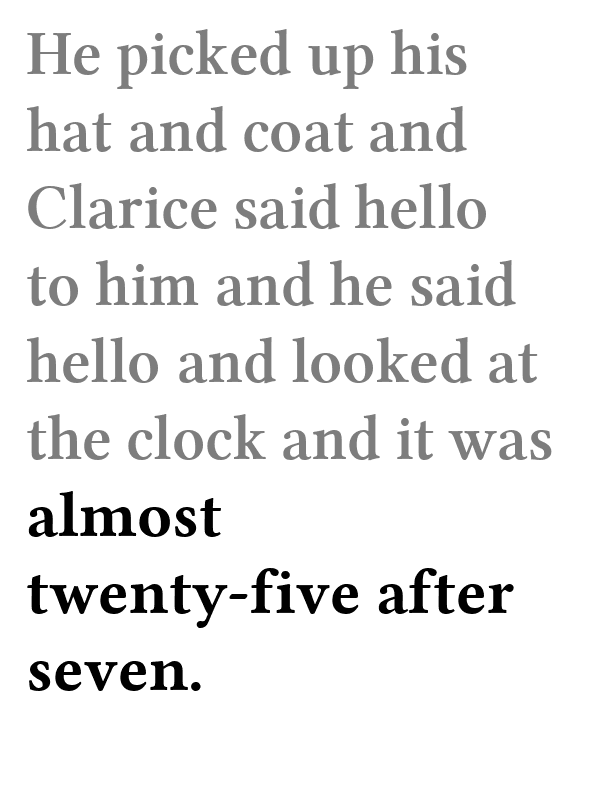 He picked up his
hat and coat and
Clarice said hello
to him and he said
hello and looked at
the clock and it was
almost
twenty-five after
seven.